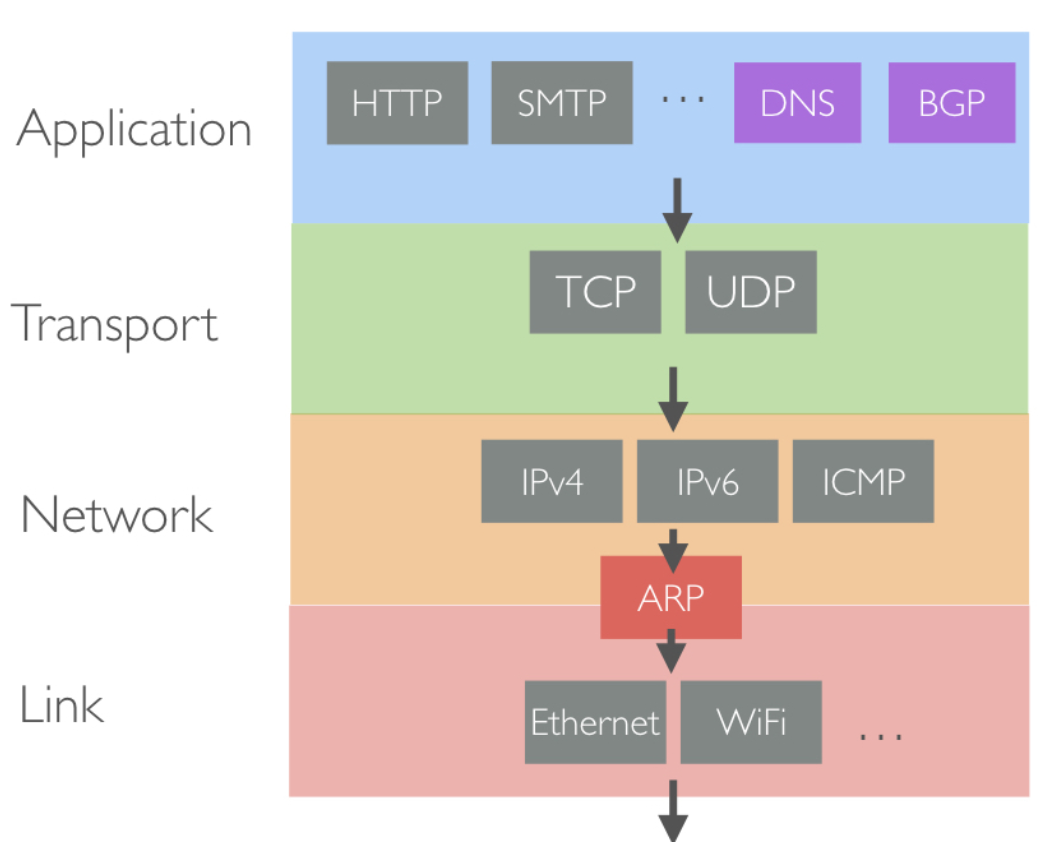 Application
HTTP SMTP ... DNS BGP
Transport
TCP UDP
Network
IPv4 IPv6 ICMP
ARP
Link
Ethernet WiFi ...